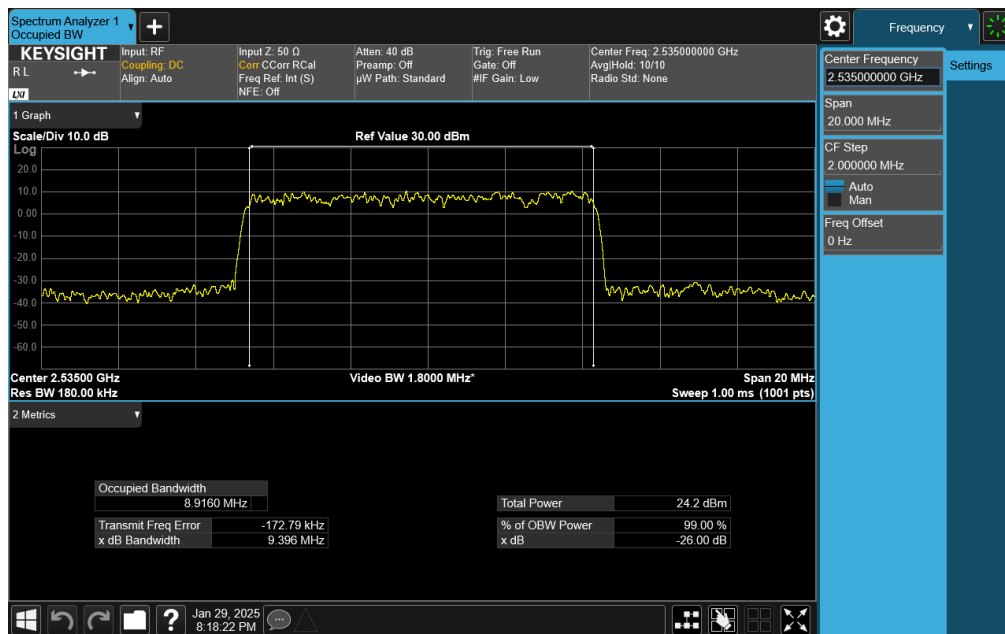 Spectrum Analyzer 1
Occupied BW
Frequency
KEYSIGHT
R L
LXI
Input: RF
Coupling: DC
Align: Auto
Input Z: 50 Ω
Corr CCorr RCal
Freq Ref: Int (S)
NFE: Off
Atten: 40 dB
Preamp: Off
µW Path: Standard
Trig: Free Run
Gate: Off
#IF Gain: Low
Center Freq: 2.535000000 GHz
Avg|Hold: 10/10
Radio Std: None
Center Frequency
2.535000000 GHz
Settings
Span
20.000 MHz
CF Step
2.000000 MHz
Auto
Man
Freq Offset
0 Hz
1 Graph
Scale/Div 10.0 dB
Ref Value 30.00 dBm
Log
20.0
10.0
0.00
-10.0
-20.0
-30.0
-40.0
-50.0
-60.0
Center 2.53500 GHz
Video BW 1.8000 MHz*
Span 20 MHz
Res BW 180.00 kHz
Sweep 1.00 ms (1001 pts)
2 Metrics
Occupied Bandwidth
8.9160 MHz
Total Power 24.2 dBm
Transmit Freq Error -172.79 kHz
% of OBW Power 99.00 %
x dB Bandwidth 9.396 MHz
x dB -26.00 dB
?
Jan 29, 2025
8:18:22 PM